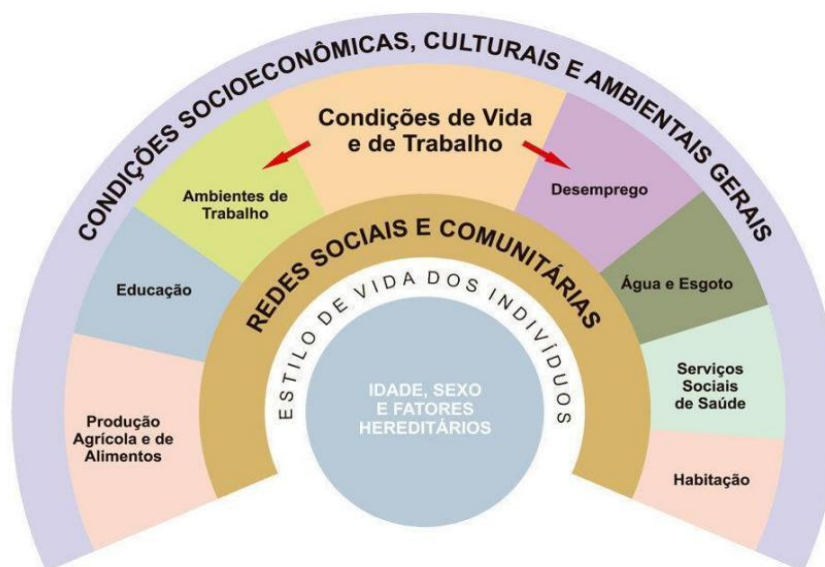 CONDIÇÕES SOCIOECONÔMICAS, CULTURAIS E AMBIENTAIS GERAIS
Condições de Vida
e de Trabalho
Ambientes de
Trabalho
Desemprego
Educação
Água e Esgoto
Produção
Agrícola e de
Alimentos
Serviços
Sociais
de Saúde
Habitação
REDES SOCIAIS E COMUNITÁRIAS
ESTILO DE VIDA DOS INDIVÍDUOS
IDADE, SEXO
E FATORES
HEREDITÁRIOS